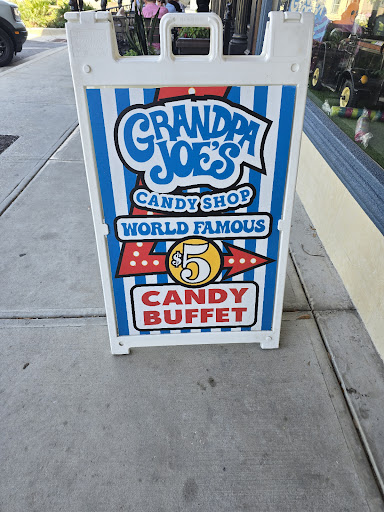 GRANDPA
JOE'S
CANDY SHOP
WORLD FAMOUS
$5
CANDY
BUFFET